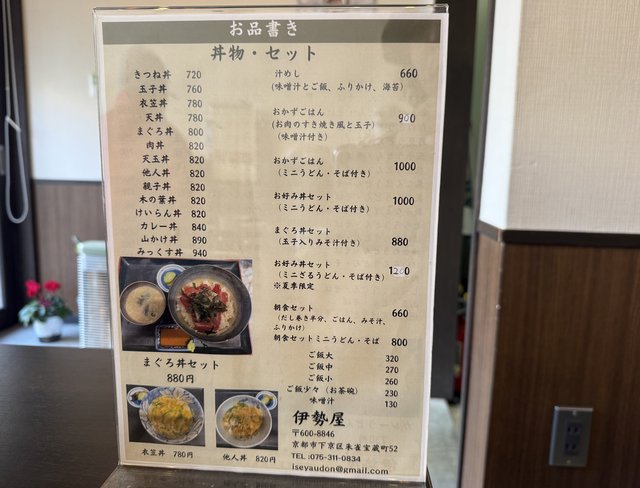 お品書き
丼物・セット
きつね丼 720
玉子丼 760
衣笠丼 780
天丼 780
まぐろ丼 800
肉丼 820
天玉丼 820
他人丼 820
親子丼 820
木の葉丼 820
けいらん丼 820
カレー丼 840
山かけ丼 890
みっくす丼 940
まぐろ丼セット
880円
衣笠丼 780円
他人丼 820円
汁めし 660
(味噌汁とご飯、ふりかけ、海苔)
おかずごはん 900
(お肉のすき焼き風と玉子)
(味噌汁付き)
おかずごはん 1000
(ミニうどん・そば付き)
お好み丼セット 1000
(ミニうどん・そば付き)
まぐろ丼セット
(玉子入りみそ汁付き) 880
お好み丼セット
(ミニざるうどん・そば付き) 1200
※夏季限定
朝食セット 660
(だし巻き半分、ごはん、みそ汁、
ふりかけ)
朝食セットミニうどん・そば 800
ご飯大 320
ご飯中 270
ご飯小 260
ご飯少々(お茶碗) 230
味噌汁 130
伊勢屋
〒600-8846
京都市下京区朱雀宝蔵町52
TEL:075-311-0834
iseyaudon@gmail.com